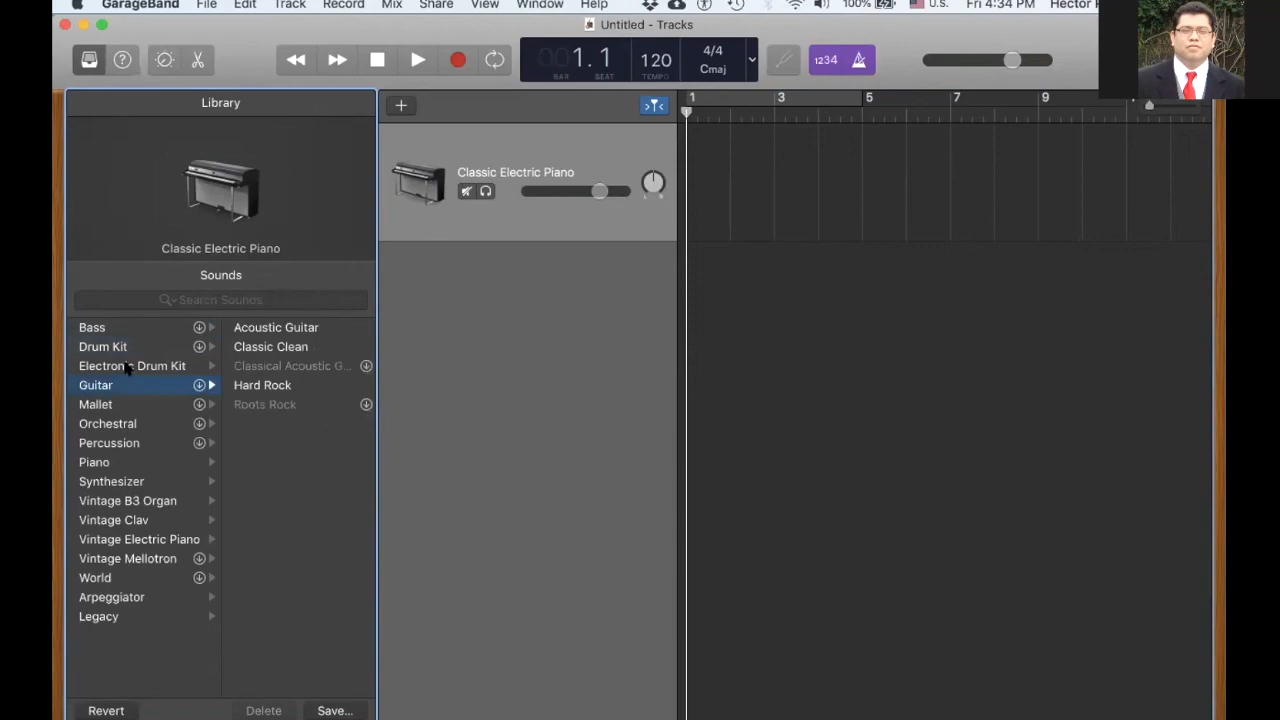 GarageBand File Edit Track Record Mix Share View Window Help 100% U.S. Fri 4:34 PM Hector
Untitled - Tracks
1.1 120 4/4 1234
BAR BEAT TEMPO Cmaj
Library
1 3 5 7 9
Classic Electric Piano
Classic Electric Piano
Sounds
Search Sounds
Bass
Drum Kit
Electronic Drum Kit
Guitar
Mallet
Orchestral
Percussion
Piano
Synthesizer
Vintage B3 Organ
Vintage Clav
Vintage Electric Piano
Vintage Mellotron
World
Arpeggiator
Legacy
Acoustic Guitar
Classic Clean
Classical Acoustic G...
Hard Rock
Roots Rock
Revert Delete Save...